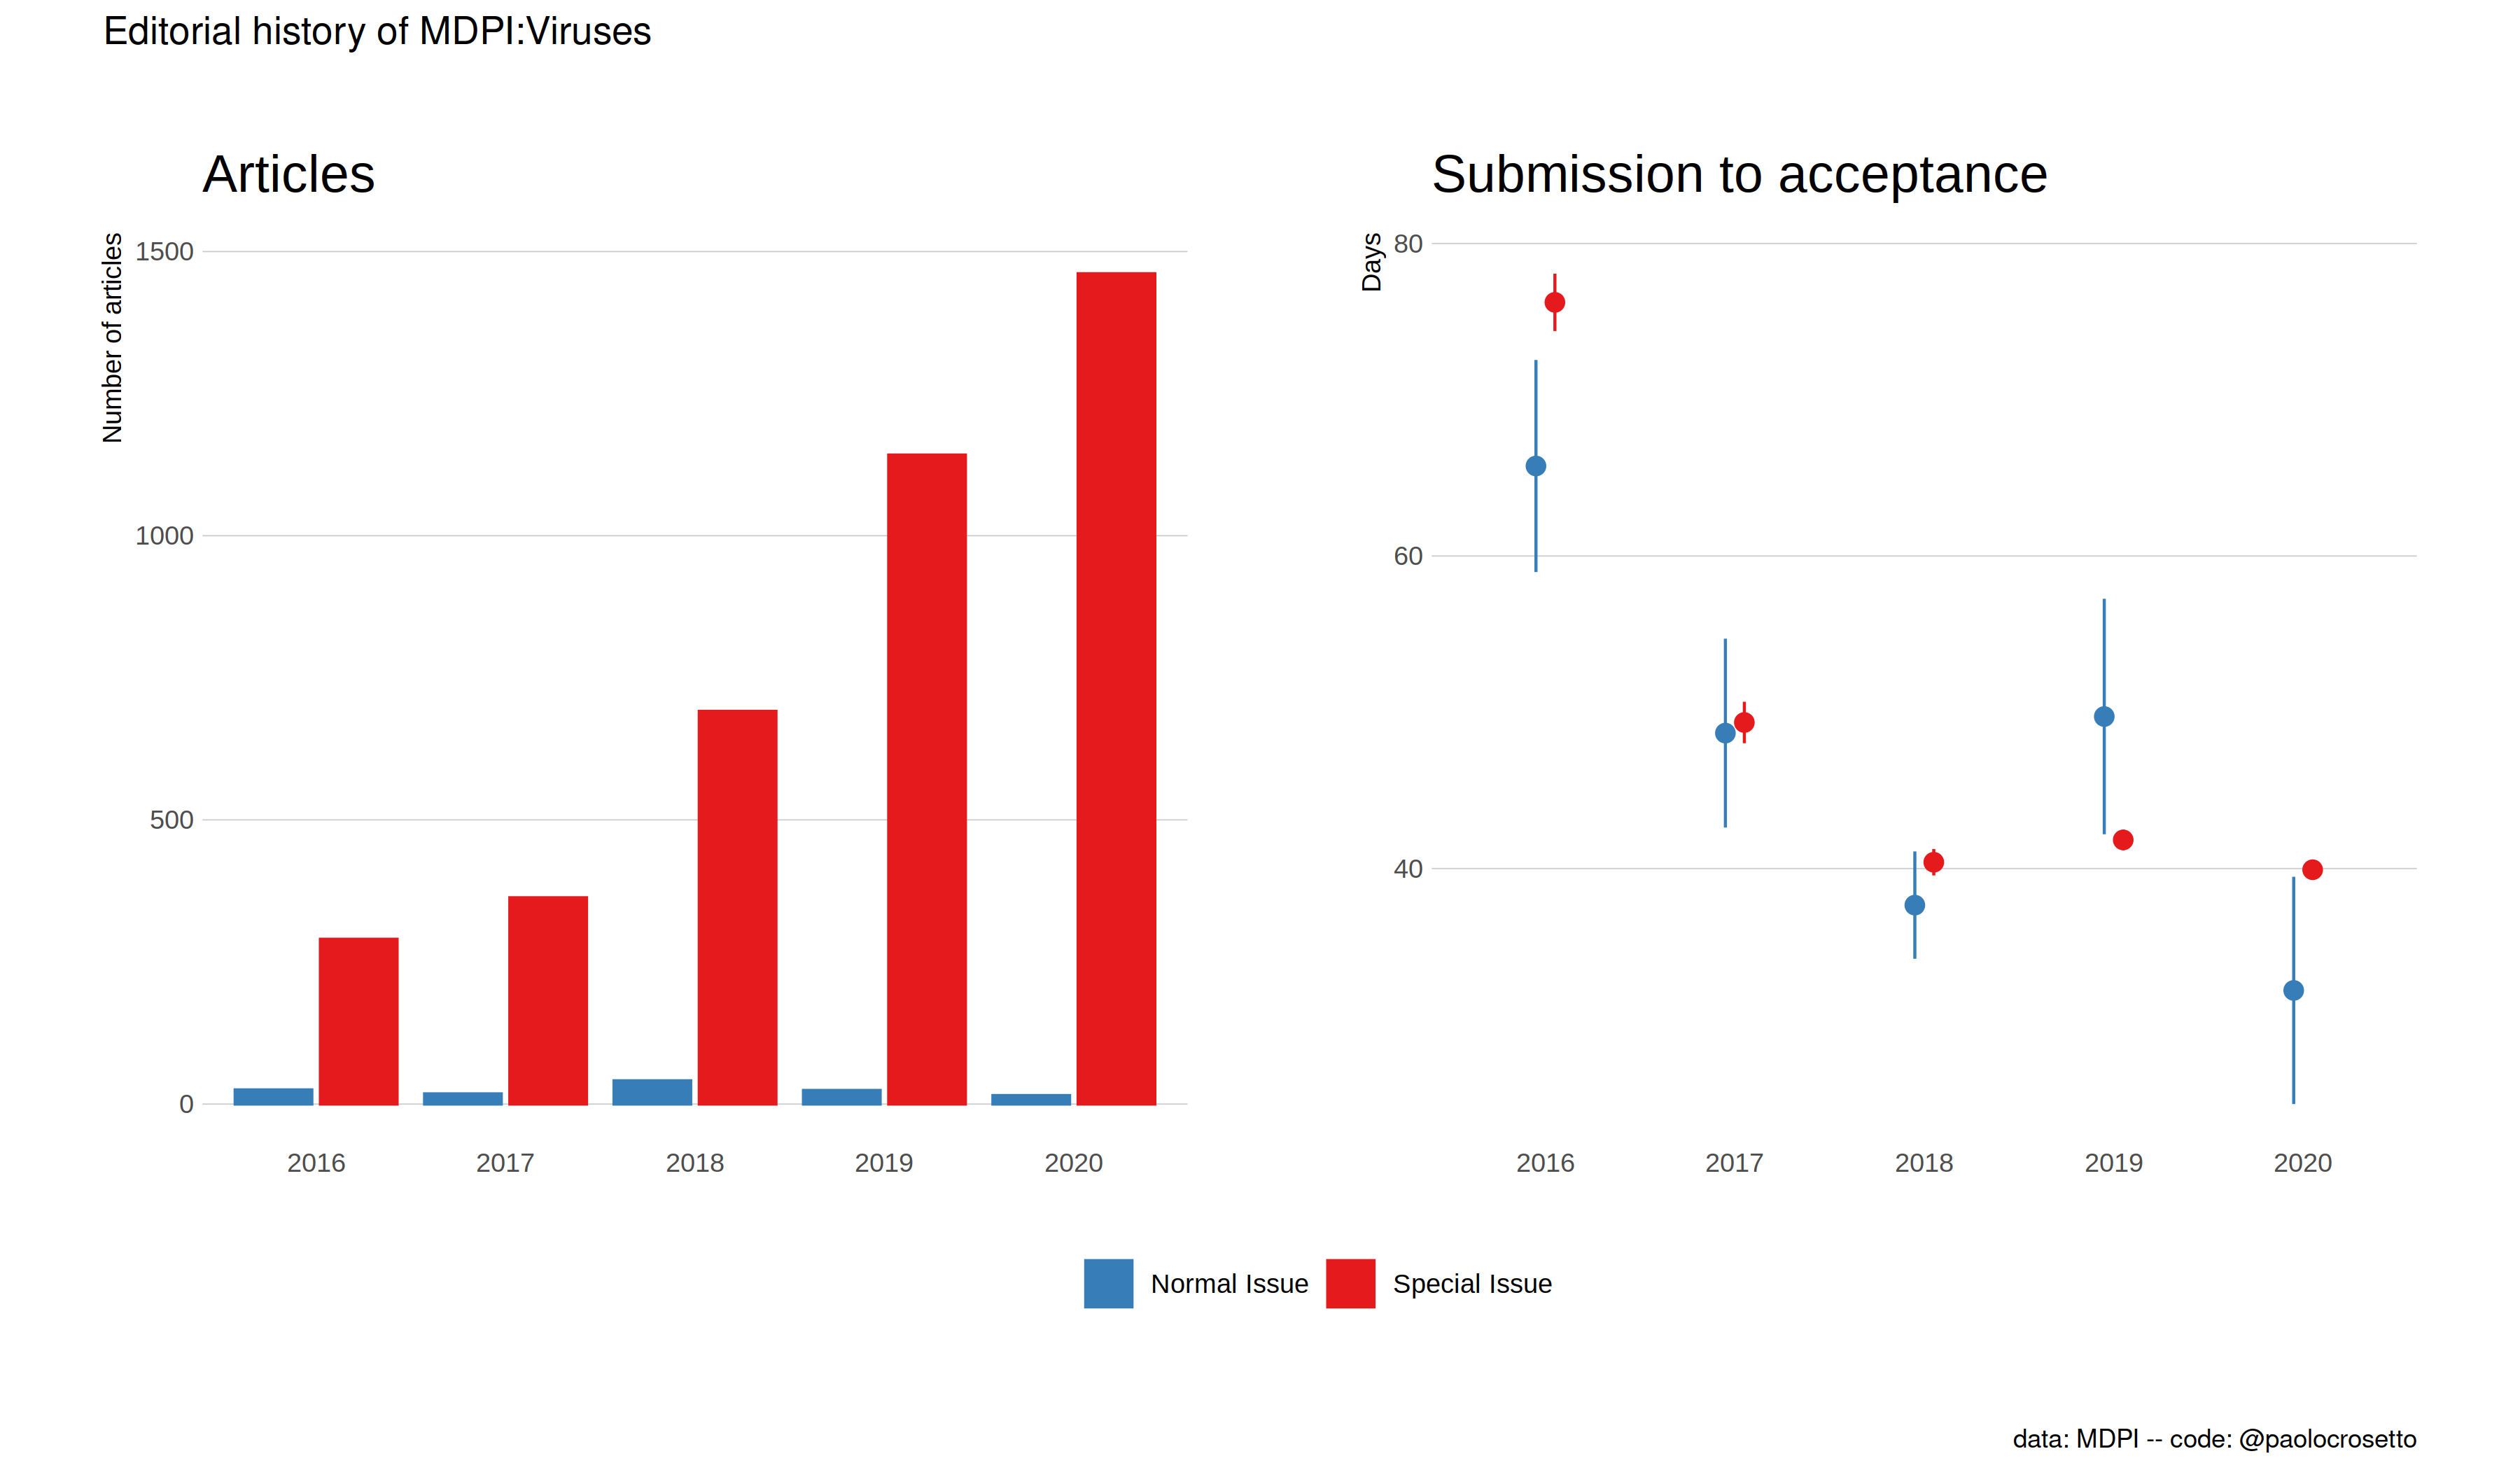 Editorial history of MDPI:Viruses
Articles
Number of articles
1500
1000
500
0
2016 2017 2018 2019 2020
Submission to acceptance
Days
80
60
40
2016 2017 2018 2019 2020
Normal Issue Special Issue
data: MDPI -- code: @paolocrosetto